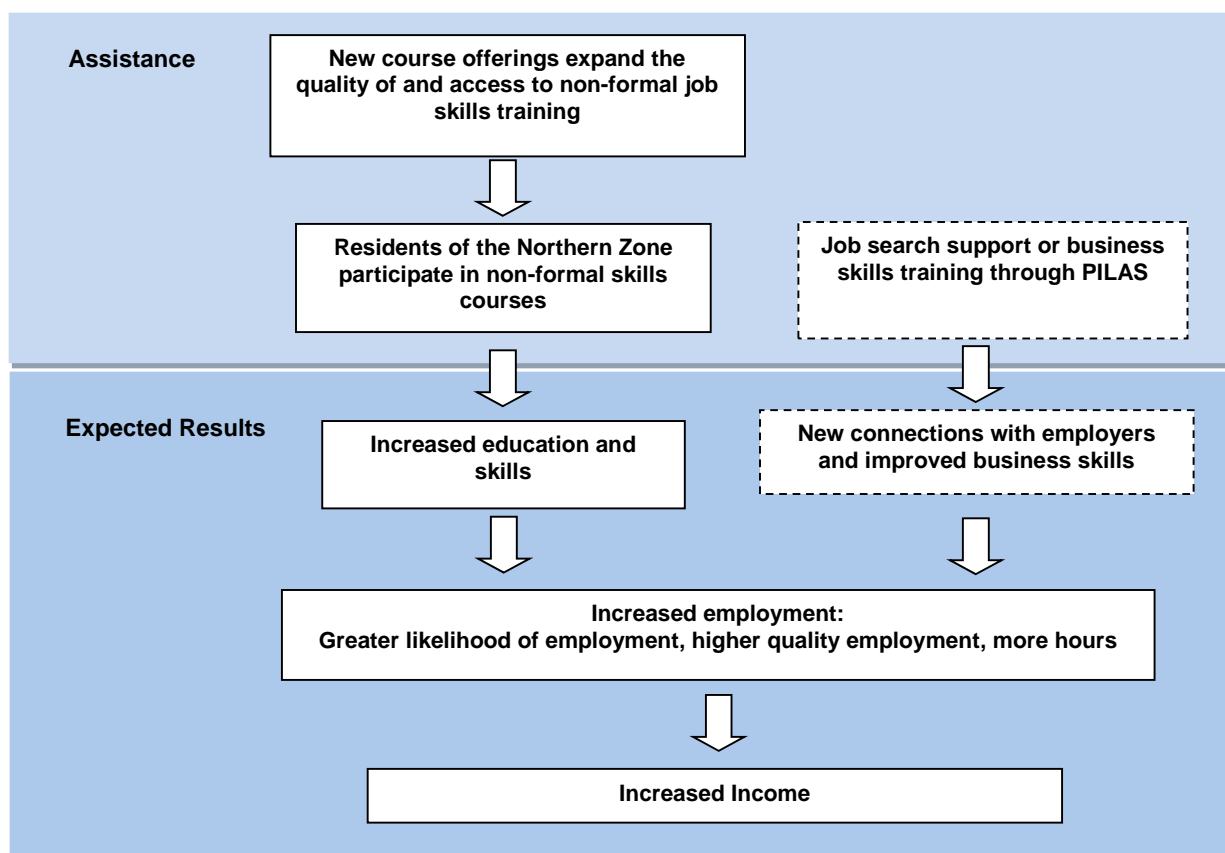 Assistance
New course offerings expand the
quality of and access to non-formal job
skills training
Residents of the Northern Zone
participate in non-formal skills
courses
Job search support or business
skills training through PILAS
Expected Results
Increased education and
skills
New connections with employers
and improved business skills
Increased employment:
Greater likelihood of employment, higher quality employment, more hours
Increased Income